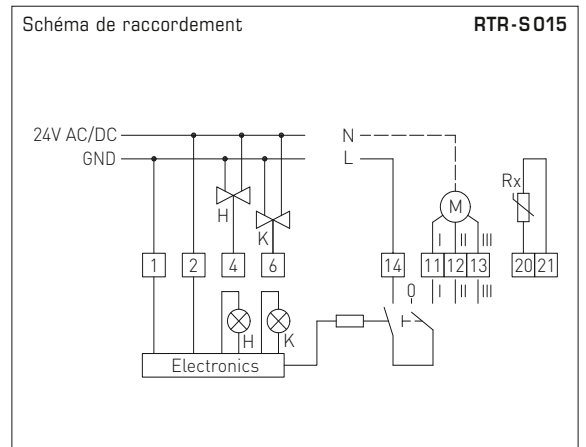 Schéma de raccordement RTR-S015
24V AC/DC N
GND L
Rx
H M
K I II III
1 2 4 6 14 11 12 13 20 21
0 I II III
H K
Electronics